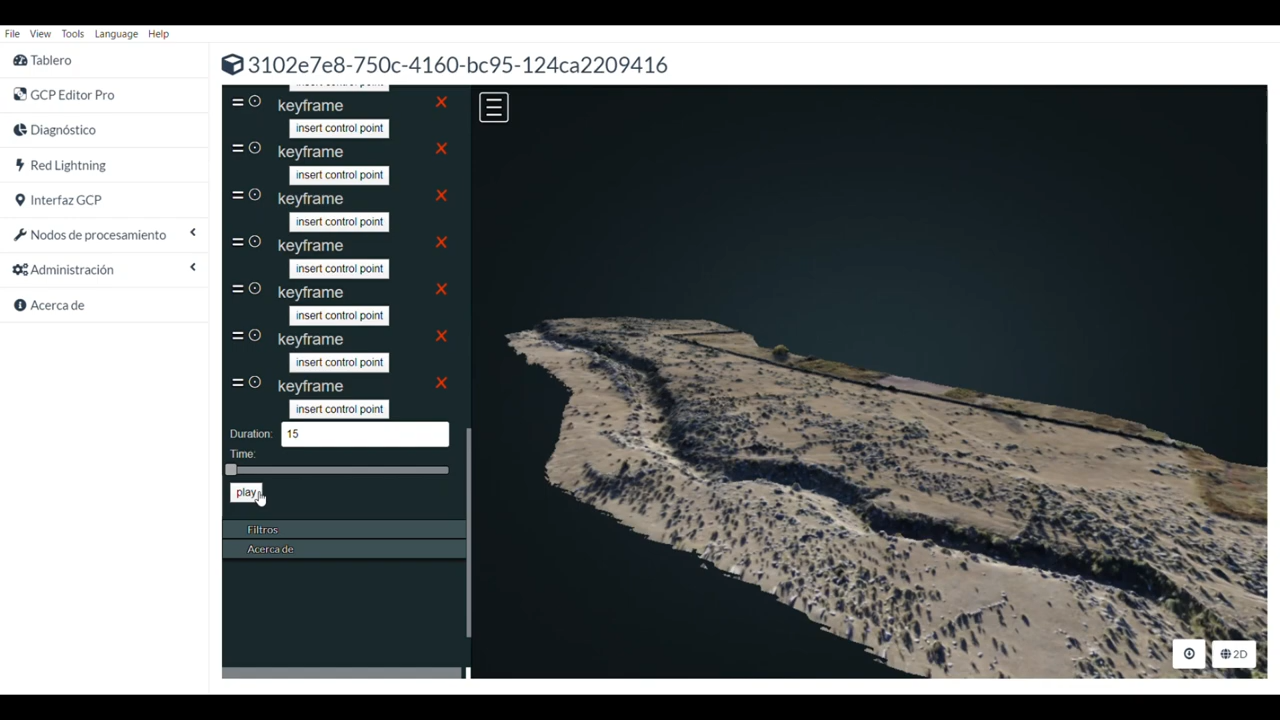 File View Tools Language Help
Tablero
GCP Editor Pro
Diagnóstico
Red Lightning
Interfaz GCP
Nodos de procesamiento
Administración
Acerca de
3102e7e8-750c-4160-bc95-124ca2209416
insert control point
keyframe
insert control point
keyframe
insert control point
keyframe
insert control point
keyframe
insert control point
keyframe
insert control point
keyframe
insert control point
keyframe
insert control point
Duration: 15
Time:
play
Filtros
Acerca de
2D